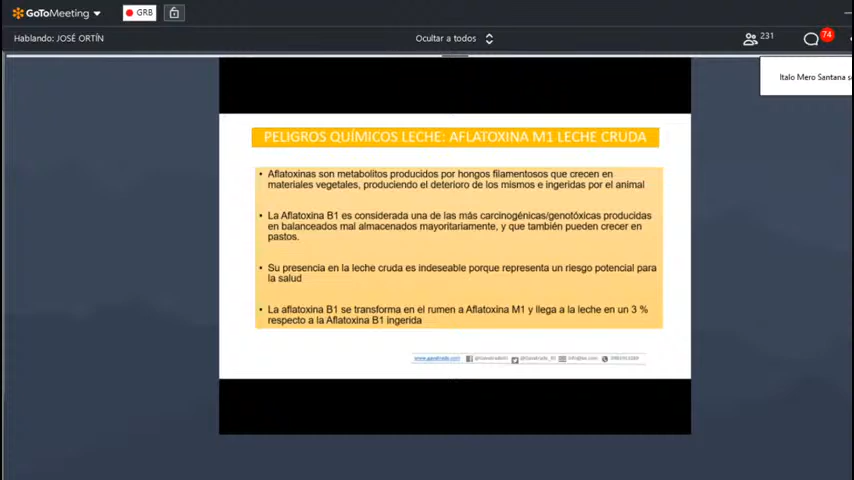 GoToMeeting
GRB
Hablando: JOSÉ ORTÍN
Ocultar a todos
231
74
Italo Mero Santana s
PELIGROS QUÍMICOS LECHE: AFLATOXINA M1 LECHE CRUDA
• Aflatoxinas son metabolitos producidos por hongos filamentosos que crecen en
materiales vegetales, produciendo el deterioro de los mismos e ingeridas por el animal
• La Aflatoxina B1 es considerada una de las más carcinogénicas/genotóxicas producidas
en balanceados mal almacenados mayoritariamente, y que también pueden crecer en
pastos.
• Su presencia en la leche cruda es indeseable porque representa un riesgo potencial para
la salud
• La aflatoxina B1 se transforma en el rumen a Aflatoxina M1 y llega a la leche en un 3 %
respecto a la Aflatoxina B1 ingerida